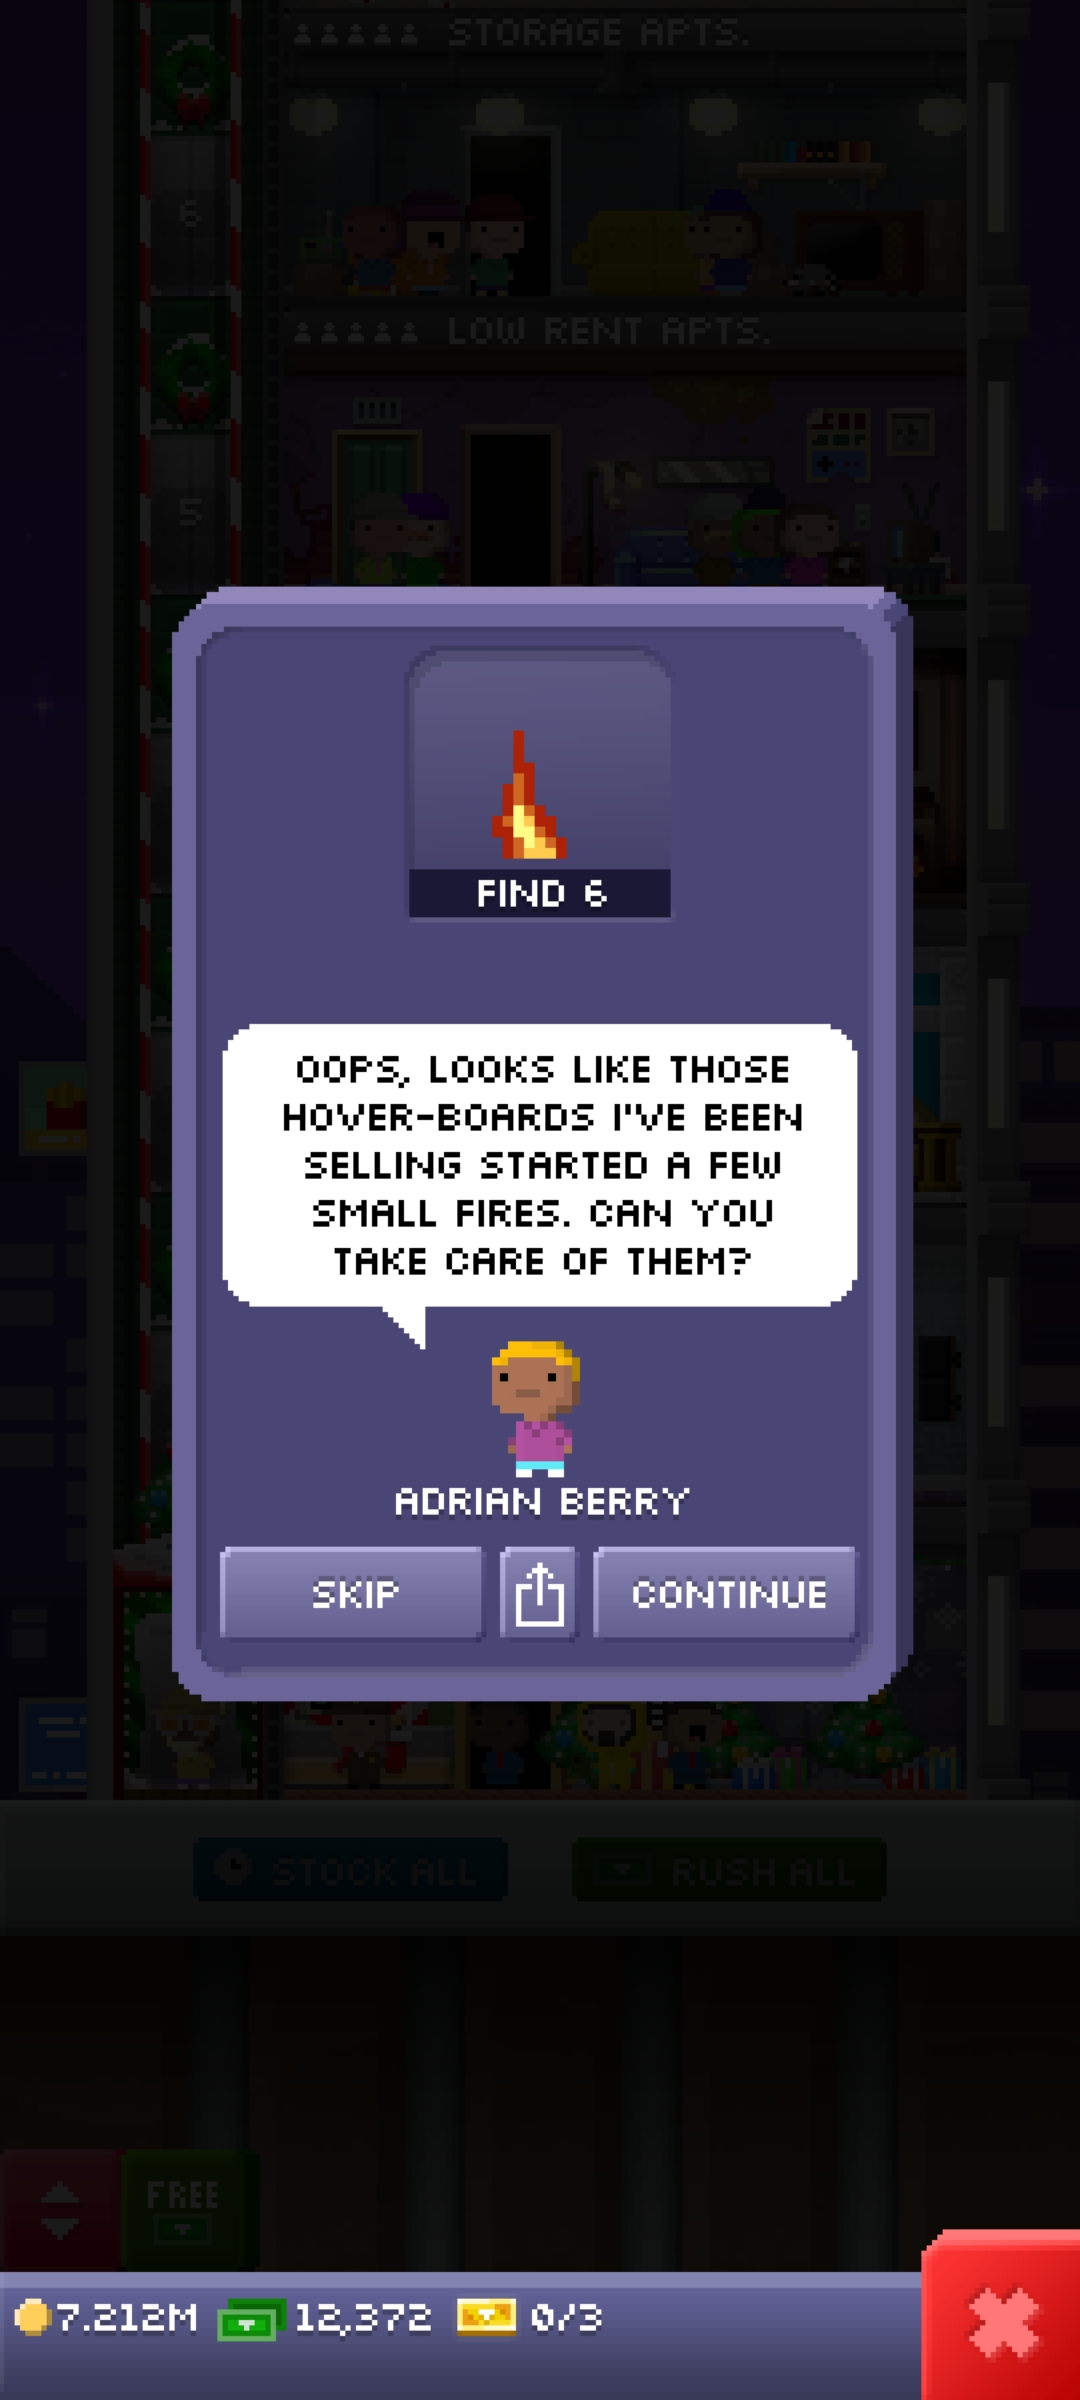 STORAGE APTS.
6
LOW RENT APTS.
5
FIND 6
OOPS, LOOKS LIKE THOSE
HOVER-BOARDS I'VE BEEN
SELLING STARTED A FEW
SMALL FIRES. CAN YOU
TAKE CARE OF THEM?
ADRIAN BERRY
SKIP
CONTINUE
STOCK ALL
RUSH ALL
FREE
7.212M
12,372
0/3